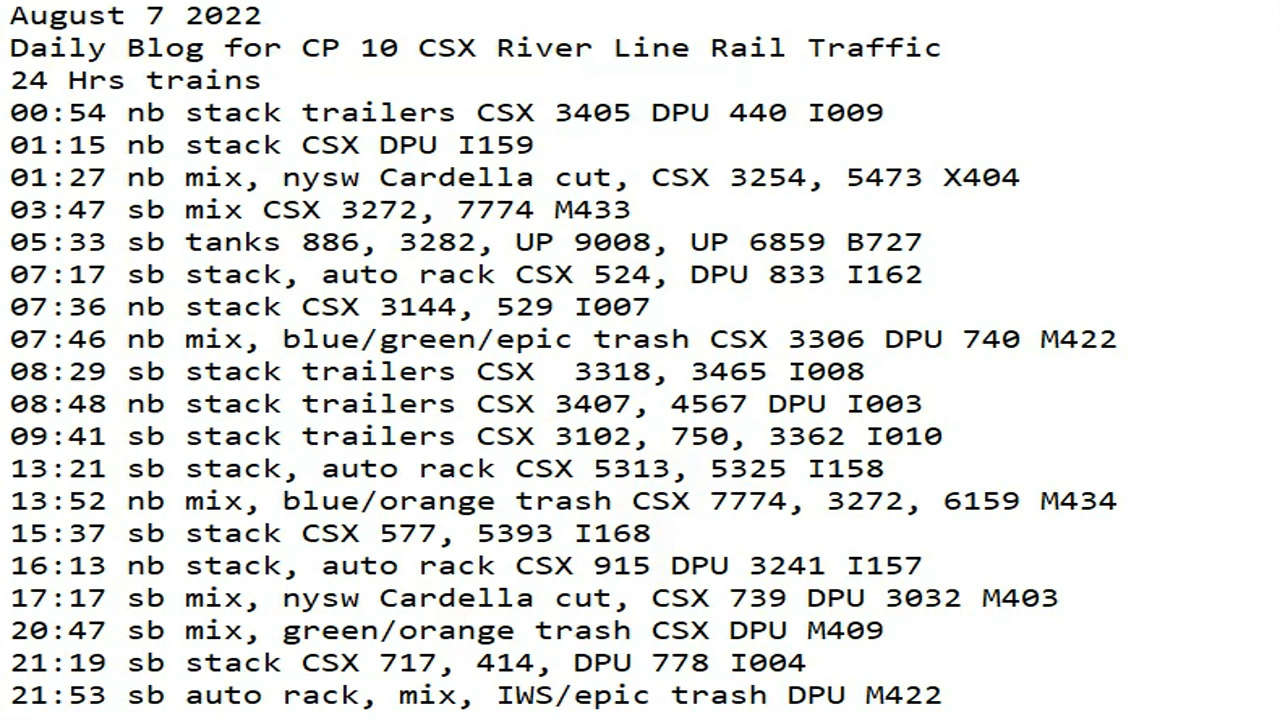 August 7 2022
Daily Blog for CP 10 CSX River Line Rail Traffic
24 Hrs trains
00:54 nb stack trailers CSX 3405 DPU 440 I009
01:15 nb stack CSX DPU I159
01:27 nb mix, nysw Cardella cut, CSX 3254, 5473 X404
03:47 sb mix CSX 3272, 7774 M433
05:33 sb tanks 886, 3282, UP 9008, UP 6859 B727
07:17 sb stack, auto rack CSX 524, DPU 833 I162
07:36 nb stack CSX 3144, 529 I007
07:46 nb mix, blue/green/epic trash CSX 3306 DPU 740 M422
08:29 sb stack trailers CSX  3318, 3465 I008
08:48 nb stack trailers CSX 3407, 4567 DPU I003
09:41 sb stack trailers CSX 3102, 750, 3362 I010
13:21 sb stack, auto rack CSX 5313, 5325 I158
13:52 nb mix, blue/orange trash CSX 7774, 3272, 6159 M434
15:37 sb stack CSX 577, 5393 I168
16:13 nb stack, auto rack CSX 915 DPU 3241 I157
17:17 sb mix, nysw Cardella cut, CSX 739 DPU 3032 M403
20:47 sb mix, green/orange trash CSX DPU M409
21:19 sb stack CSX 717, 414, DPU 778 I004
21:53 sb auto rack, mix, IWS/epic trash DPU M422